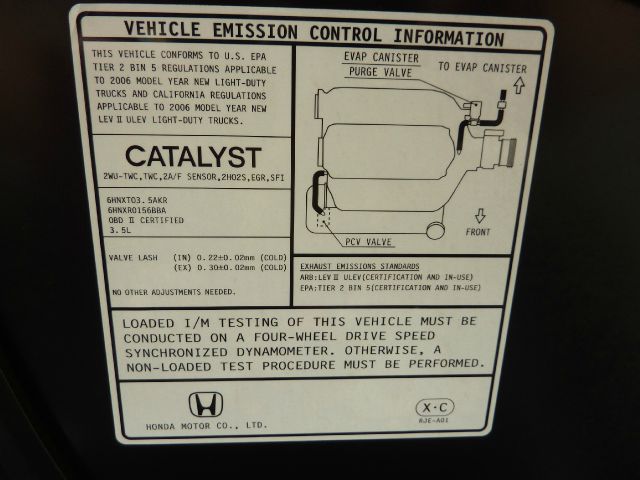 VEHICLE EMISSION CONTROL INFORMATION
THIS VEHICLE CONFORMS TO U.S. EPA
TIER 2 BIN 5 REGULATIONS APPLICABLE
TO 2006 MODEL YEAR NEW LIGHT-DUTY
TRUCKS AND CALIFORNIA REGULATIONS
APPLICABLE TO 2006 MODEL YEAR NEW
LEV II ULEV LIGHT-DUTY TRUCKS.
CATALYST
2WU-TWC,TWC,2A/F SENSOR,2HO2S,EGR,SFI
6HNXT03.5AKR
6HNXR0156BBA
OBD II CERTIFIED
3.5L
VALVE LASH (IN) 0.22±0.02mm (COLD)
(EX) 0.30±0.02mm (COLD)
NO OTHER ADJUSTMENTS NEEDED.
EVAP CANISTER
PURGE VALVE
TO EVAP CANISTER
FRONT
PCV VALVE
EXHAUST EMISSIONS STANDARDS
ARB:LEV II ULEV(CERTIFICATION AND IN-USE)
EPA:TIER 2 BIN 5(CERTIFICATION AND IN-USE)
LOADED I/M TESTING OF THIS VEHICLE MUST BE
CONDUCTED ON A FOUR-WHEEL DRIVE SPEED
SYNCHRONIZED DYNAMOMETER. OTHERWISE, A
NON-LOADED TEST PROCEDURE MUST BE PERFORMED.
HONDA MOTOR CO., LTD.
X·C
RJE-A01